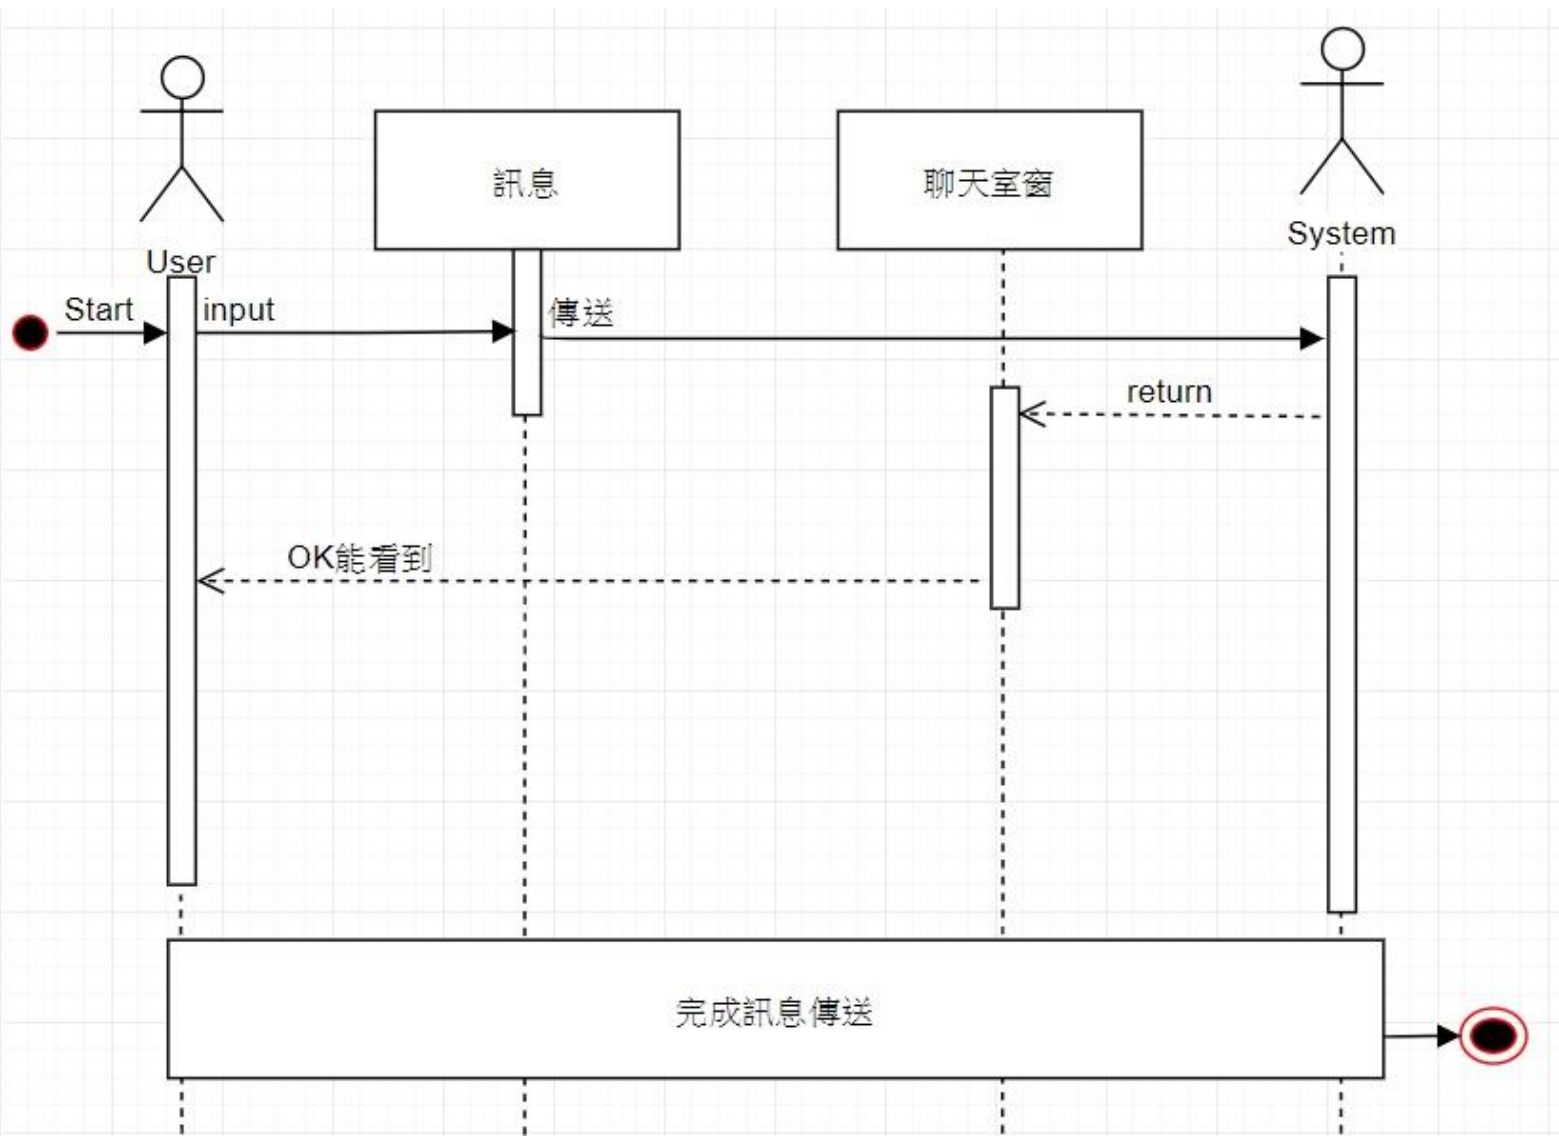 訊息
聊天室窗
System
User
Start
input
傳送
return
OK能看到
完成訊息傳送